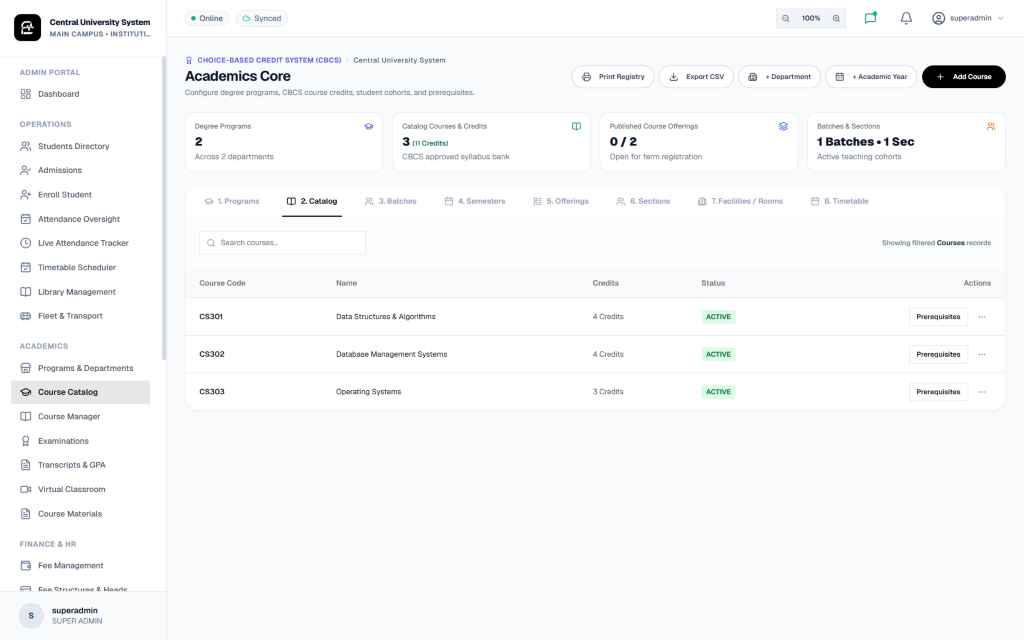 Central University System
MAIN CAMPUS • INSTITUTI...
Online
Synced
100%
superadmin
ADMIN PORTAL
Dashboard
OPERATIONS
Students Directory
Admissions
Enroll Student
Attendance Oversight
Live Attendance Tracker
Timetable Scheduler
Library Management
Fleet & Transport
ACADEMICS
Programs & Departments
Course Catalog
Course Manager
Examinations
Transcripts & GPA
Virtual Classroom
Course Materials
FINANCE & HR
Fee Management
Fee Structures & Heads
S
superadmin
SUPER ADMIN
CHOICE-BASED CREDIT SYSTEM (CBCS) • Central University System
Academics Core
Configure degree programs, CBCS course credits, student cohorts, and prerequisites.
Print Registry
Export CSV
+ Department
+ Academic Year
+ Add Course
Degree Programs
2
Across 2 departments
Catalog Courses & Credits
3 (11 Credits)
CBCS approved syllabus bank
Published Course Offerings
0 / 2
Open for term registration
Batches & Sections
1 Batches • 1 Sec
Active teaching cohorts
1. Programs
2. Catalog
3. Batches
4. Semesters
5. Offerings
6. Sections
7. Facilities / Rooms
8. Timetable
Search courses...
Showing filtered Courses records
Course Code Name Credits Status Actions
CS301 Data Structures & Algorithms 4 Credits ACTIVE Prerequisites ...
CS302 Database Management Systems 4 Credits ACTIVE Prerequisites ...
CS303 Operating Systems 3 Credits ACTIVE Prerequisites ...